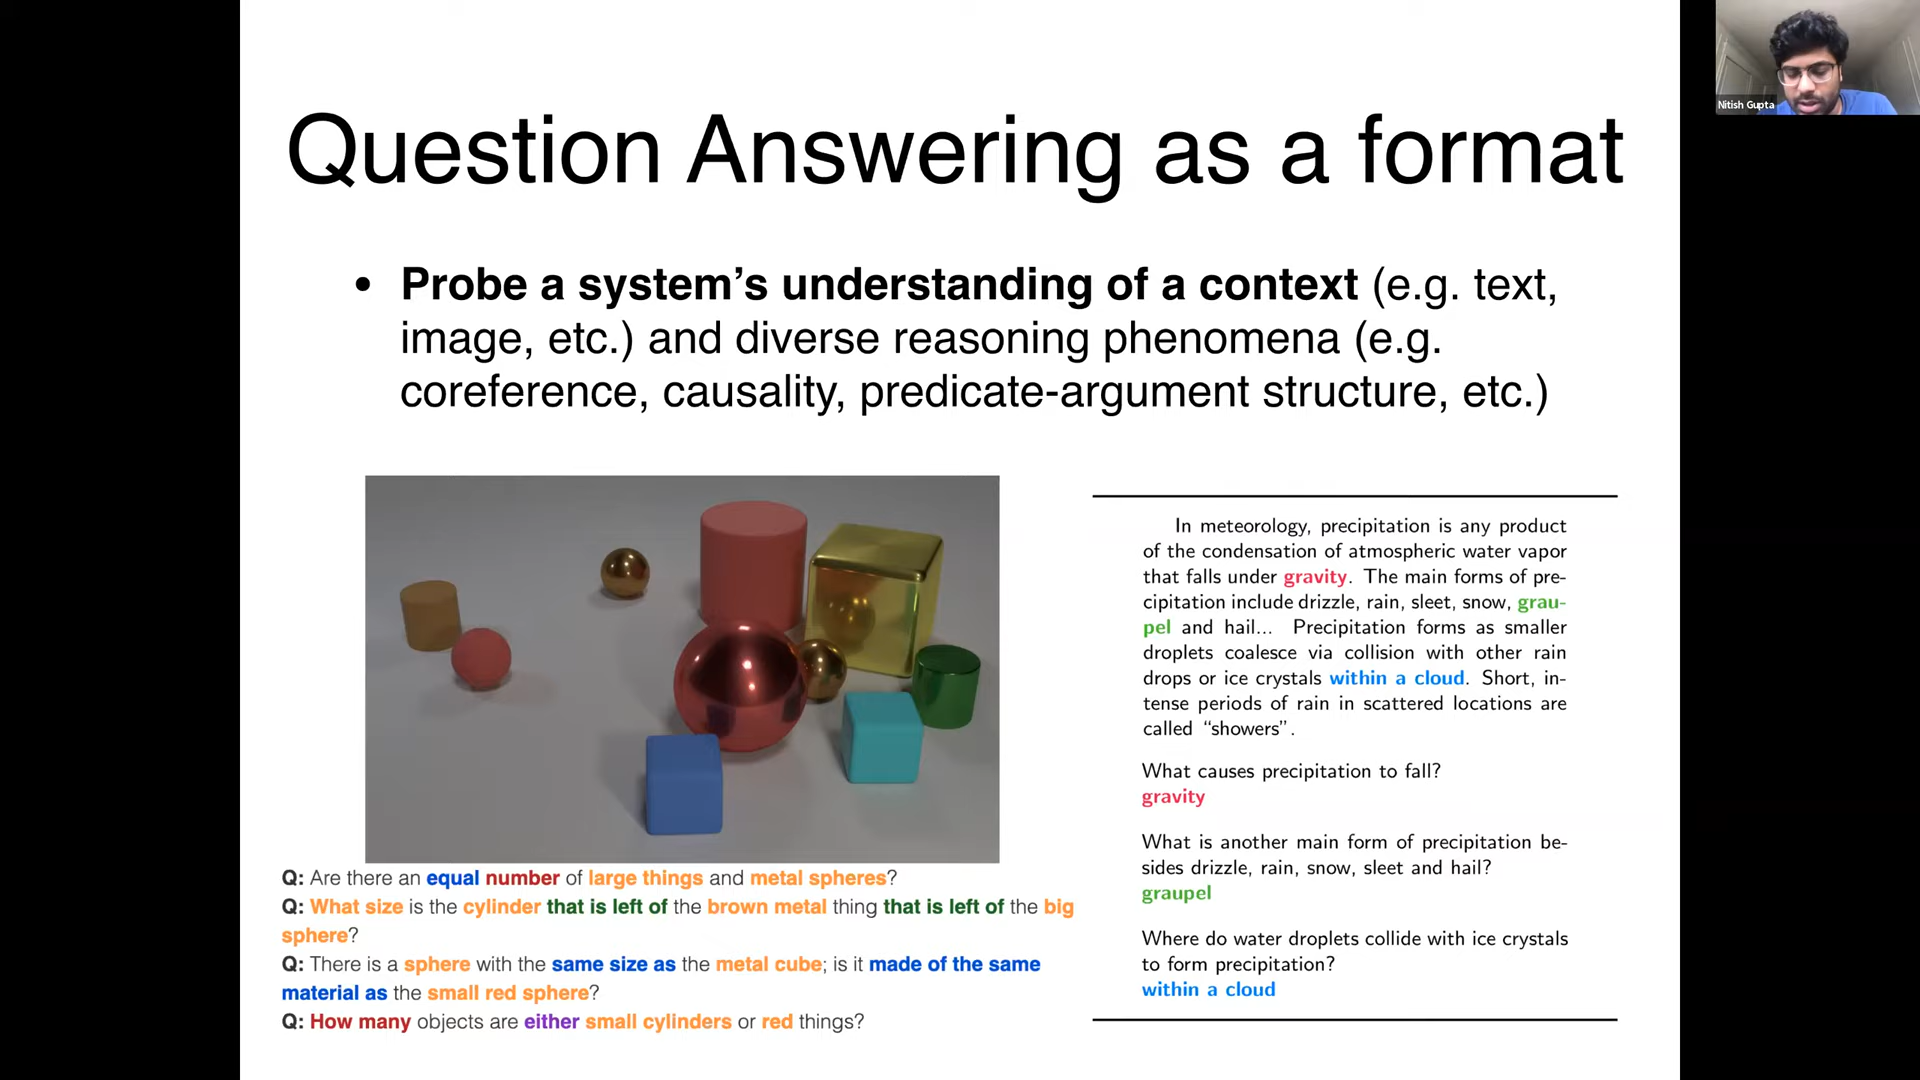 Question Answering as a format
• Probe a system’s understanding of a context (e.g. text,
image, etc.) and diverse reasoning phenomena (e.g.
coreference, causality, predicate-argument structure, etc.)
Q: Are there an equal number of large things and metal spheres?
Q: What size is the cylinder that is left of the brown metal thing that is left of the big
sphere?
Q: There is a sphere with the same size as the metal cube; is it made of the same
material as the small red sphere?
Q: How many objects are either small cylinders or red things?
In meteorology, precipitation is any product
of the condensation of atmospheric water vapor
that falls under gravity. The main forms of pre-
cipitation include drizzle, rain, sleet, snow, grau-
pel and hail... Precipitation forms as smaller
droplets coalesce via collision with other rain
drops or ice crystals within a cloud. Short, in-
tense periods of rain in scattered locations are
called “showers”.
What causes precipitation to fall?
gravity
What is another main form of precipitation be-
sides drizzle, rain, snow, sleet and hail?
graupel
Where do water droplets collide with ice crystals
to form precipitation?
within a cloud
Nitish Gupta